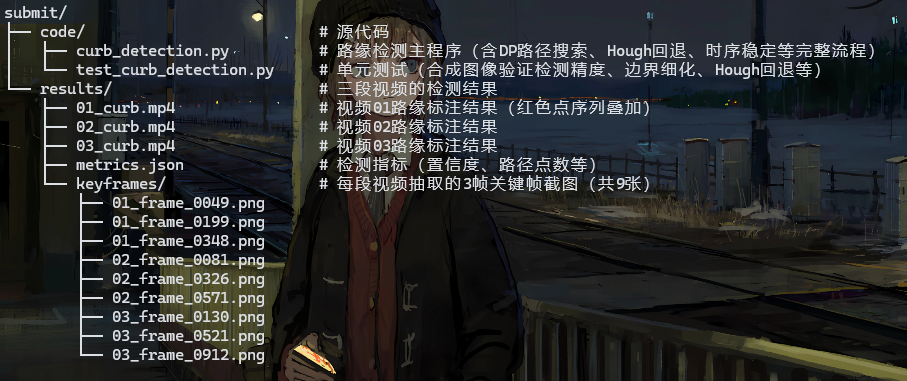 submit/
├── code/ # 源代码
│   ├── curb_detection.py # 路缘检测主程序（含DP路径搜索、Hough回退、时序稳定等完整流程）
│   └── test_curb_detection.py # 单元测试（合成图像验证检测精度、边界细化、Hough回退等）
└── results/ # 三段视频的检测结果
    ├── 01_curb.mp4 # 视频01路缘标注结果（红色点序列叠加）
    ├── 02_curb.mp4 # 视频02路缘标注结果
    ├── 03_curb.mp4 # 视频03路缘标注结果
    ├── metrics.json # 检测指标（置信度、路径点数等）
    └── keyframes/ # 每段视频抽取的3帧关键帧截图（共9张）
        ├── 01_frame_0049.png
        ├── 01_frame_0199.png
        ├── 01_frame_0348.png
        ├── 02_frame_0081.png
        ├── 02_frame_0326.png
        ├── 02_frame_0571.png
        ├── 03_frame_0130.png
        ├── 03_frame_0521.png
        └── 03_frame_0912.png